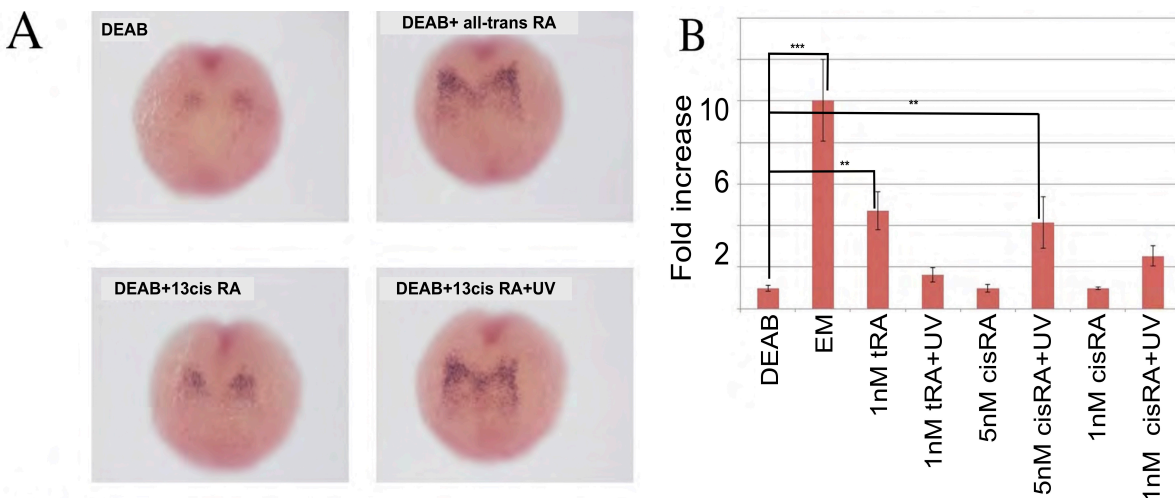 A
DEAB
DEAB+ all-trans RA
DEAB+13cis RA
DEAB+13cis RA+UV
B
Fold increase
10
6
2
***
**
**
DEAB
EM
1nM tRA
1nM tRA+UV
5nM cisRA
5nM cisRA+UV
1nM cisRA
1nM cisRA+UV